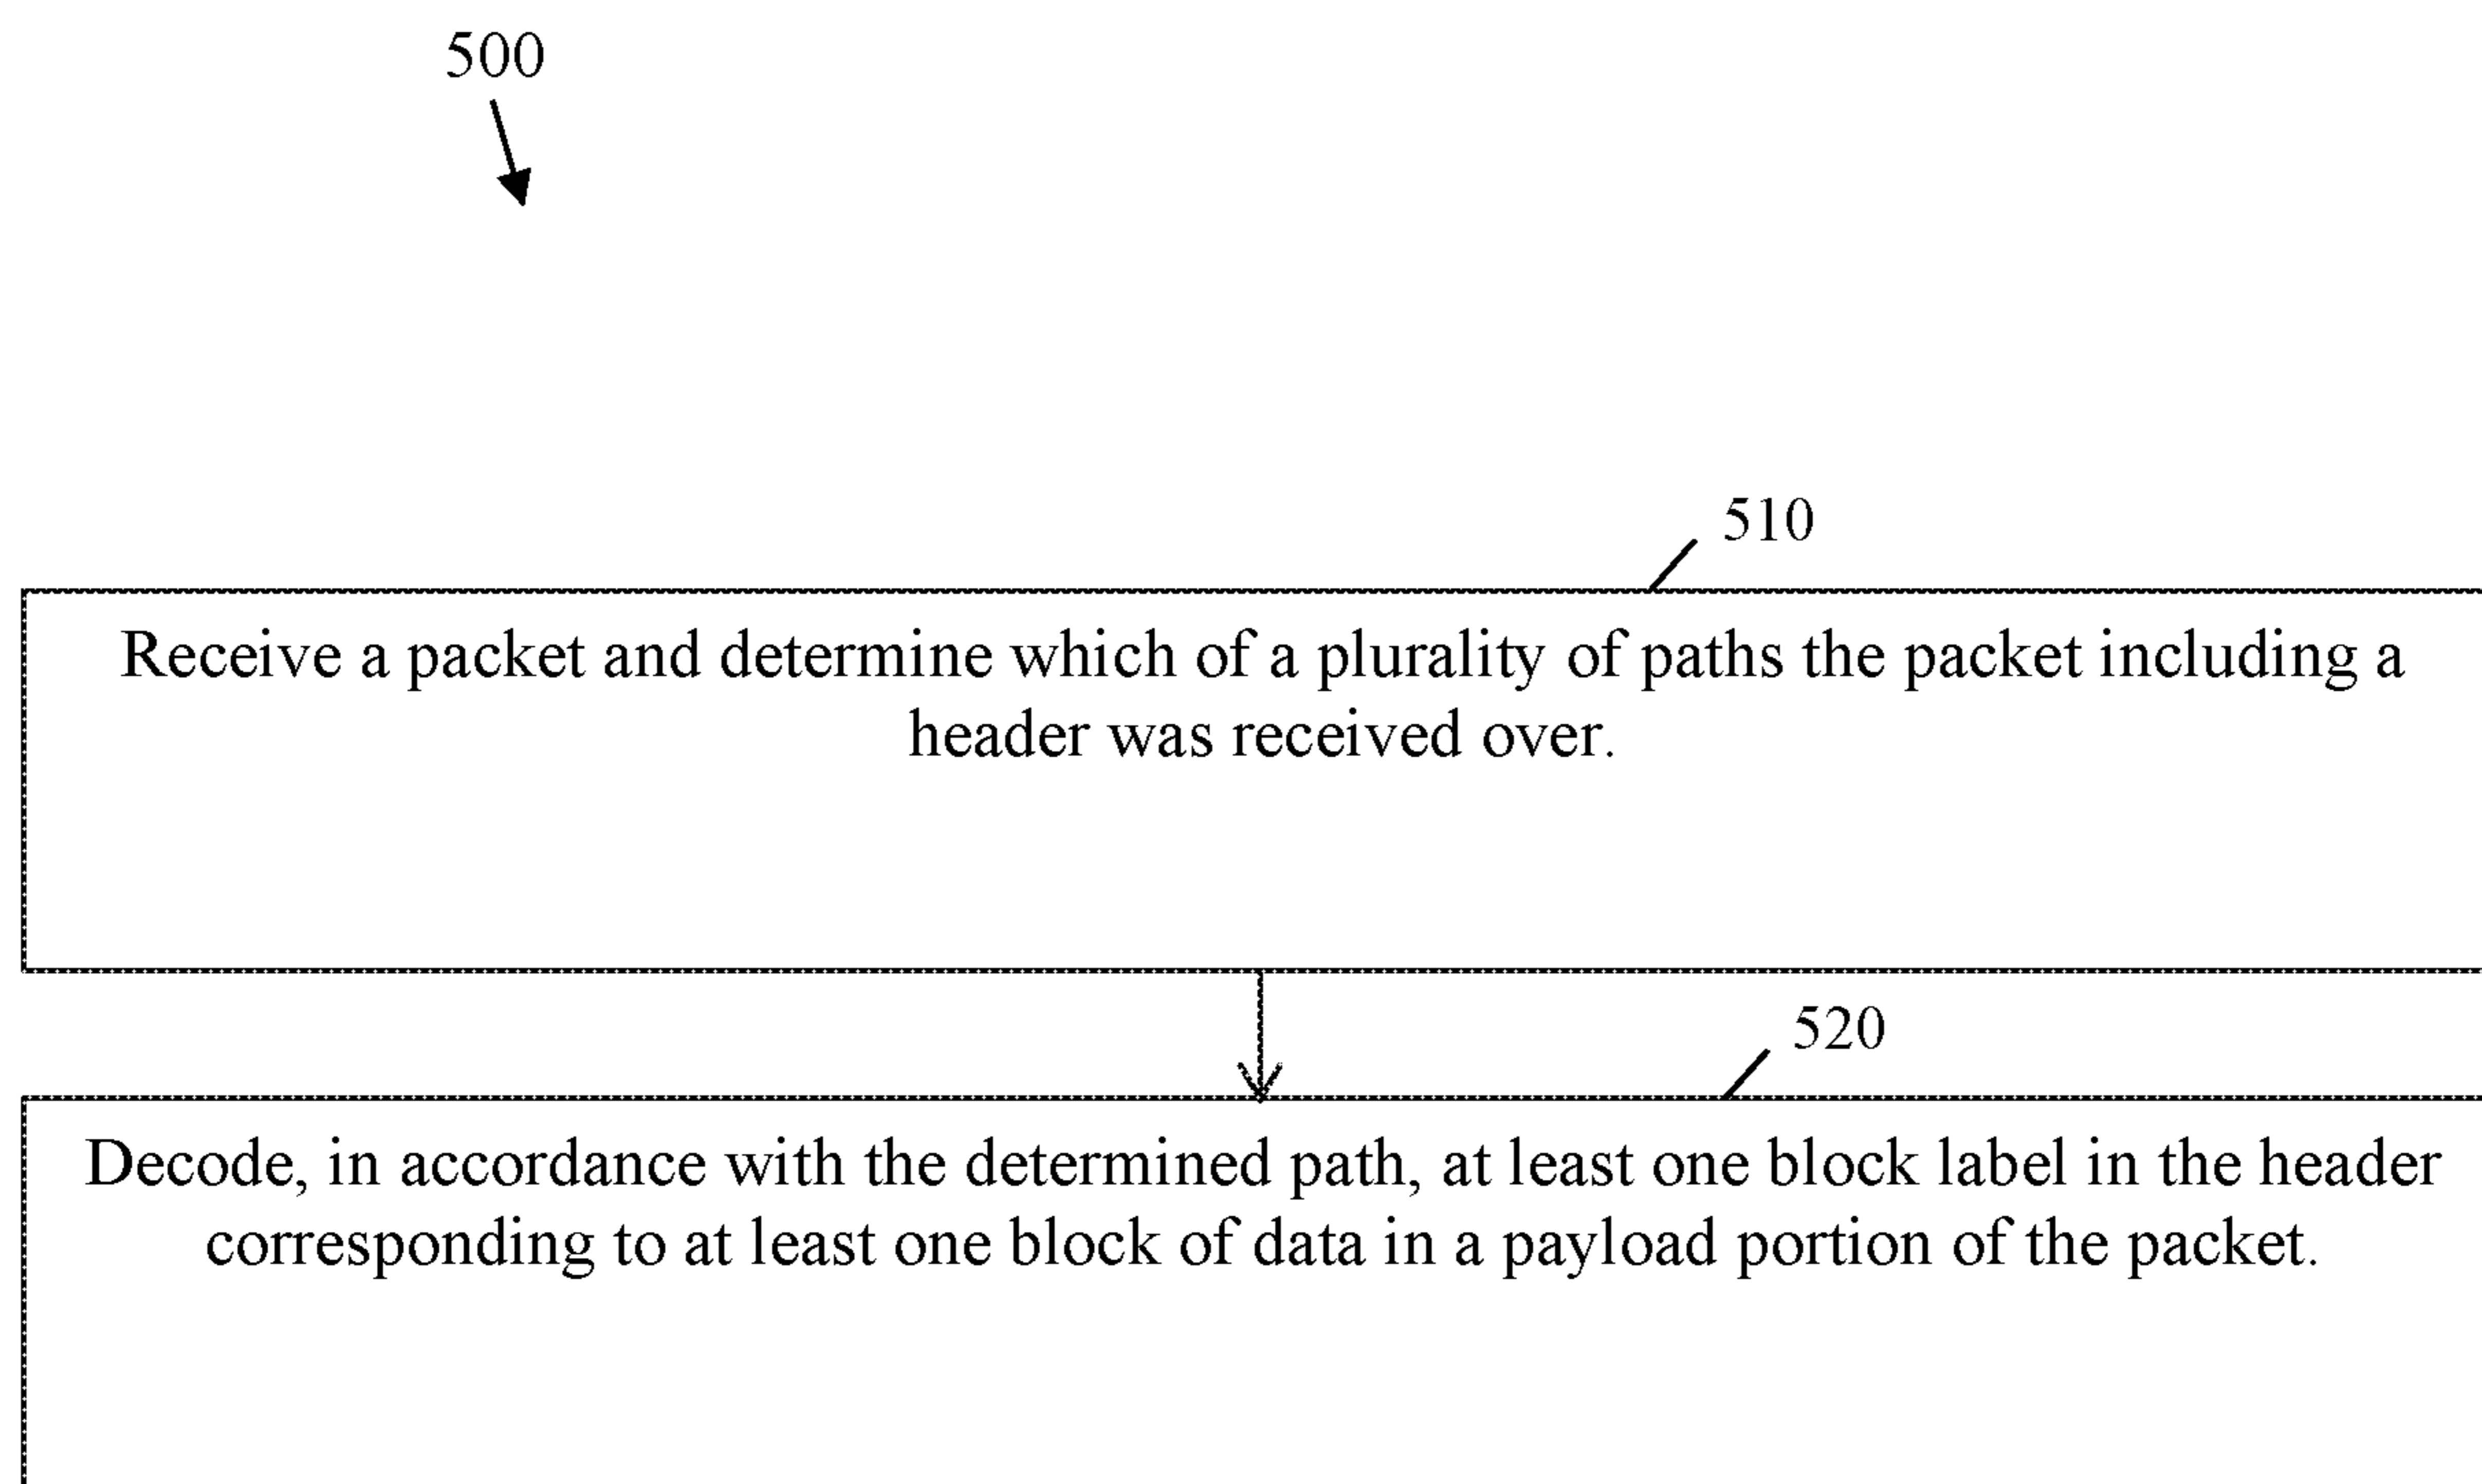 500
510
Receive a packet and determine which of a plurality of paths the packet including a
header was received over.
520
Decode, in accordance with the determined path, at least one block label in the header
corresponding to at least one block of data in a payload portion of the packet.